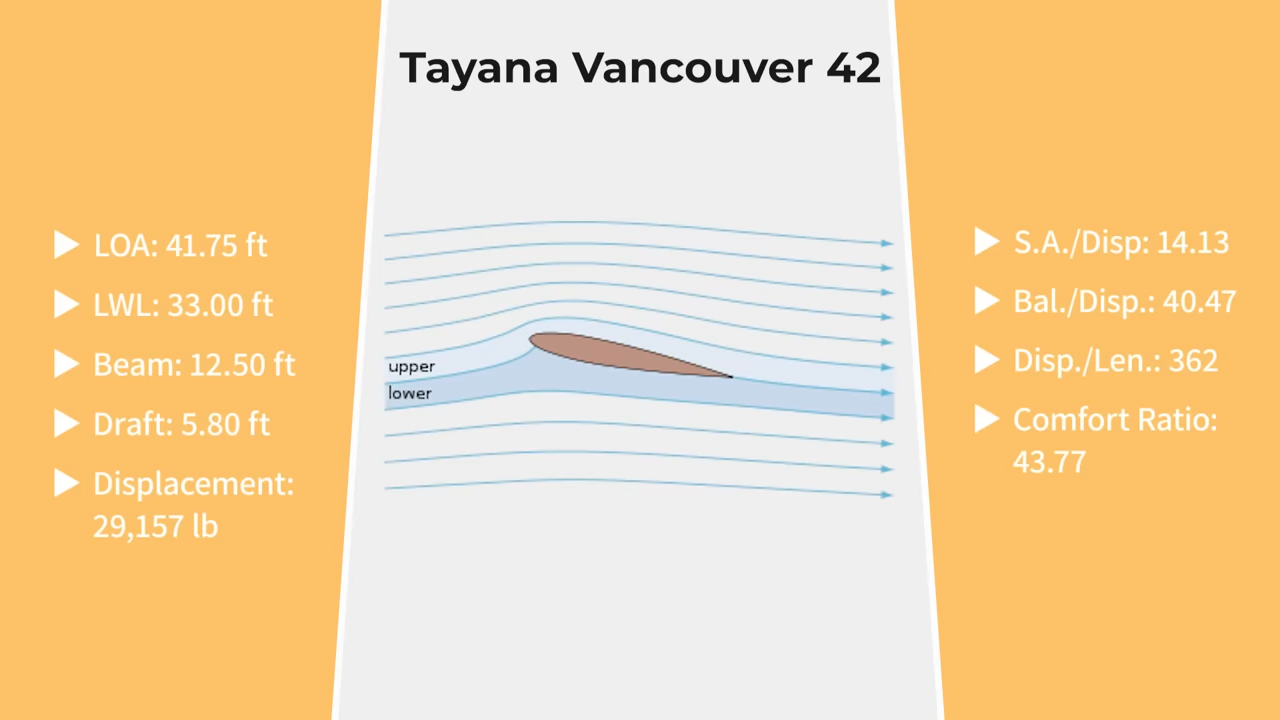 Tayana Vancouver 42
LOA: 41.75 ft
LWL: 33.00 ft
Beam: 12.50 ft
Draft: 5.80 ft
Displacement:
29,157 lb
upper
lower
S.A./Disp: 14.13
Bal./Disp.: 40.47
Disp./Len.: 362
Comfort Ratio:
43.77